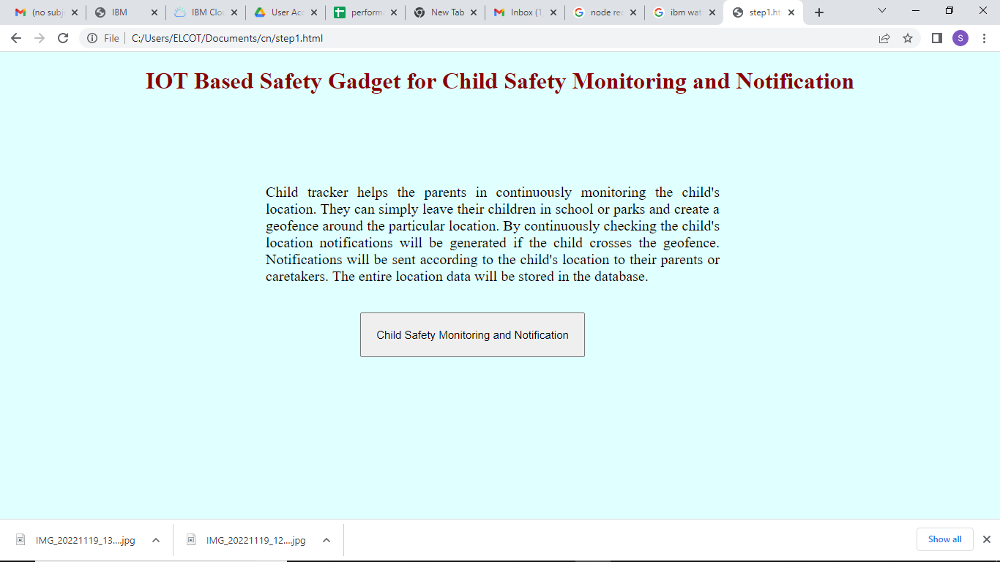 (no subj
IBM
IBM Clou
User Acc
perform
New Tab
Inbox (1
node red
ibm wat
step1.ht
File
C:/Users/ELCOT/Documents/cn/step1.html
S
IOT Based Safety Gadget for Child Safety Monitoring and Notification
Child tracker helps the parents in continuously monitoring the child's
location. They can simply leave their children in school or parks and create a
geofence around the particular location. By continuously checking the child's
location notifications will be generated if the child crosses the geofence.
Notifications will be sent according to the child's location to their parents or
caretakers. The entire location data will be stored in the database.
Child Safety Monitoring and Notification
IMG_20221119_13....jpg
IMG_20221119_12....jpg
Show all